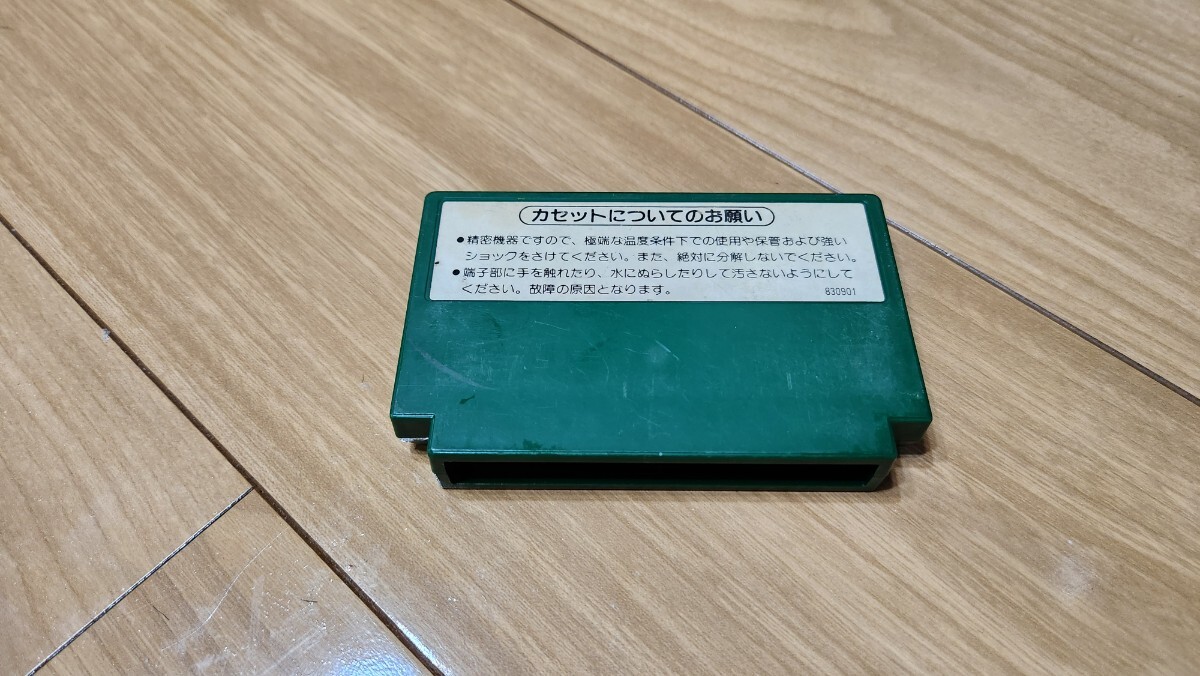 カセットについてのお願い
●精密機器ですので、極端な温度条件下での使用や保管および強い
ショックをさけてください。また、絶対に分解しないでください。
●端子部に手を触れたり、水にぬらしたりして汚さないようにして
ください。故障の原因となります。
830901